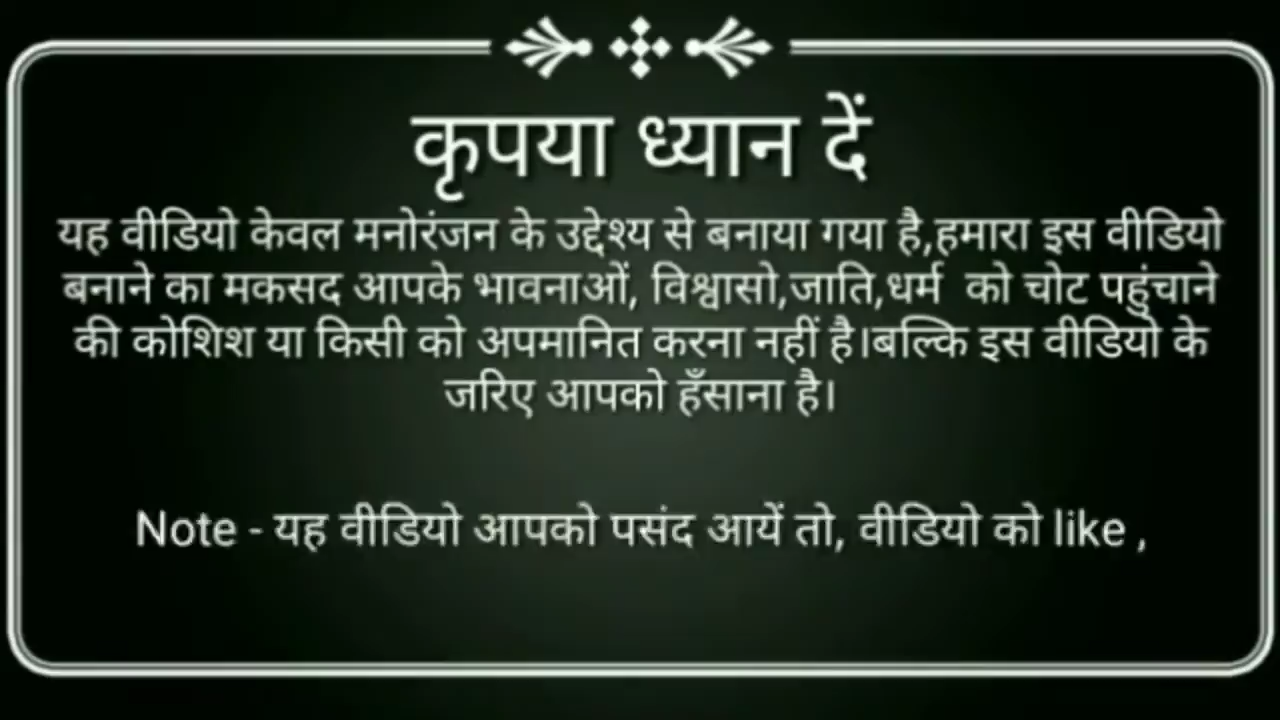 कृपया ध्यान दें
यह वीडियो केवल मनोरंजन के उद्देश्य से बनाया गया है,हमारा इस वीडियो
बनाने का मकसद आपके भावनाओं, विश्वासो,जाति,धर्म  को चोट पहुंचाने
की कोशिश या किसी को अपमानित करना नहीं है।बल्कि इस वीडियो के
जरिए आपको हँसाना है।
Note - यह वीडियो आपको पसंद आयें तो, वीडियो को like ,